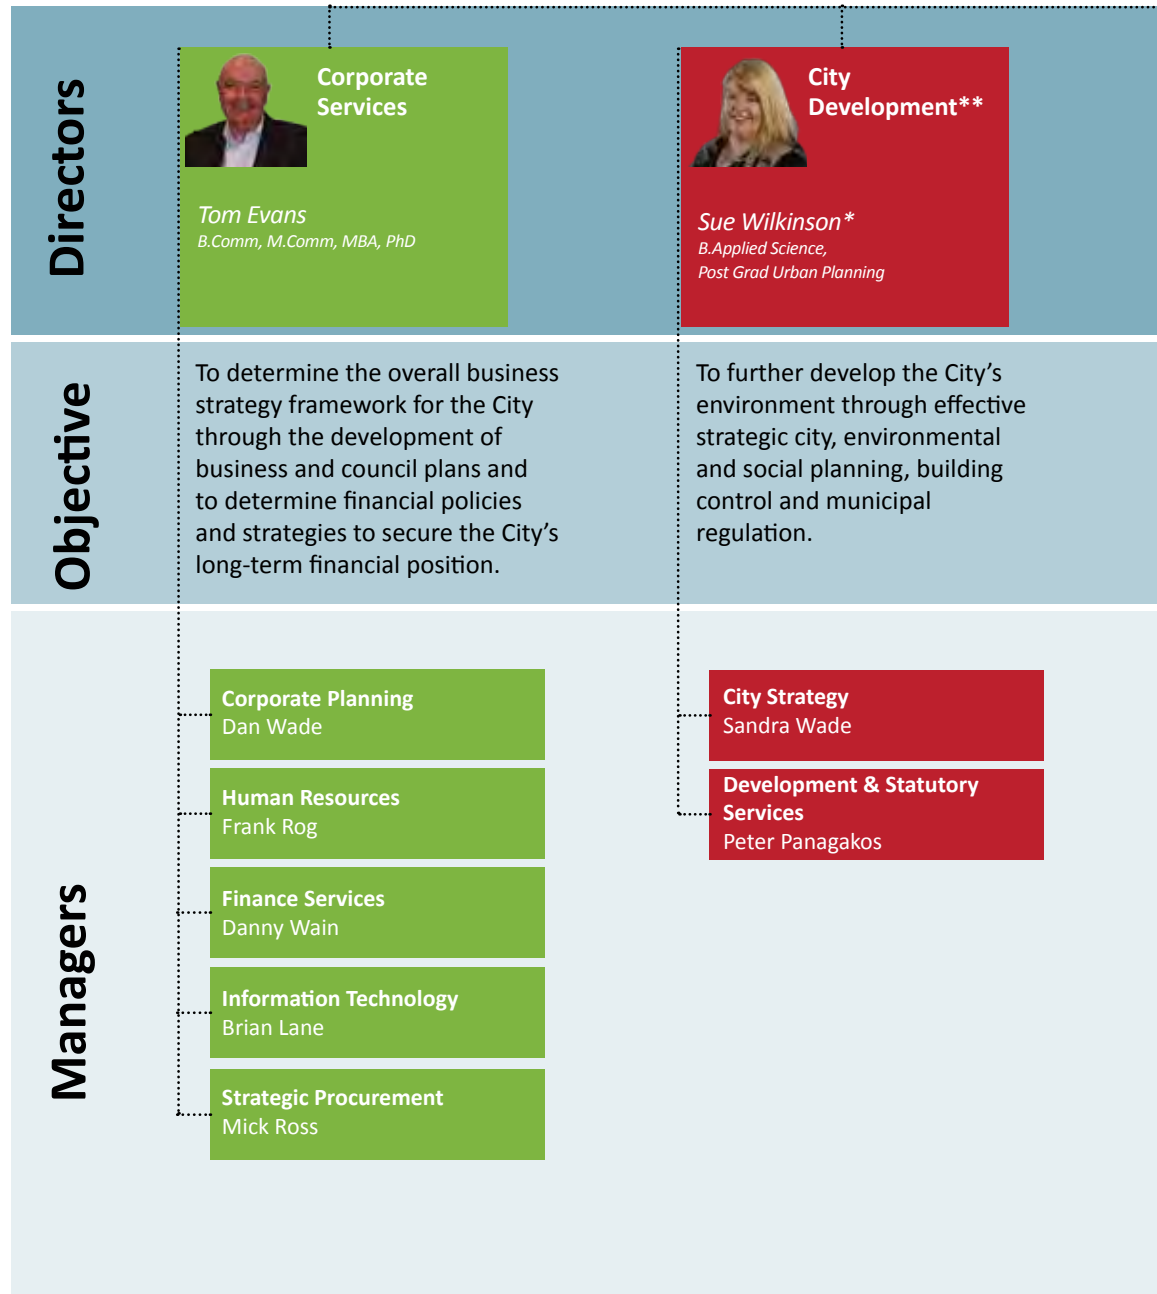 Directors
Corporate
Services
Tom Evans
B.Comm, M.Comm, MBA, PhD
City
Development**
Sue Wilkinson*
B.Applied Science,
Post Grad Urban Planning
Objective
To determine the overall business
strategy framework for the City
through the development of
business and council plans and
to determine financial policies
and strategies to secure the City’s
long-term financial position.
To further develop the City’s
environment through effective
strategic city, environmental
and social planning, building
control and municipal
regulation.
Managers
Corporate Planning
Dan Wade
Human Resources
Frank Rog
Finance Services
Danny Wain
Information Technology
Brian Lane
Strategic Procurement
Mick Ross
City Strategy
Sandra Wade
Development & Statutory
Services
Peter Panagakos